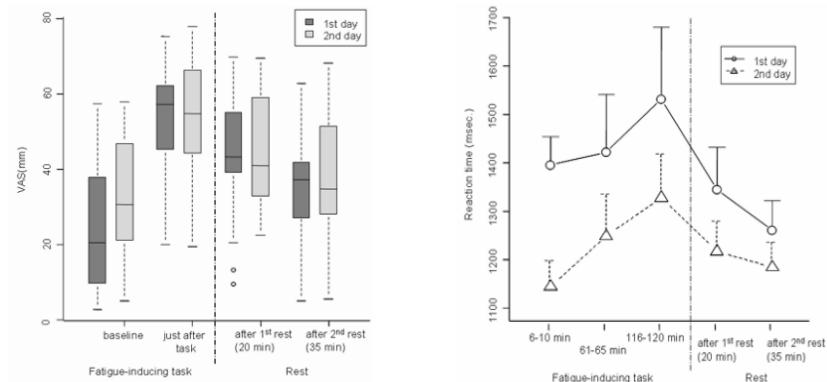 1st day
2nd day
VAS(mm)
80
60
40
20
0
baseline
just after
task
after 1st rest
(20 min)
after 2nd rest
(35 min)
Fatigue-inducing task
Rest
1st day
2nd day
Reaction time (msec.)
1700
1600
1500
1400
1300
1200
1100
6-10 min
61-65 min
116-120 min
after 1st rest
(20 min)
after 2nd rest
(35 min)
Fatigue-inducing task
Rest